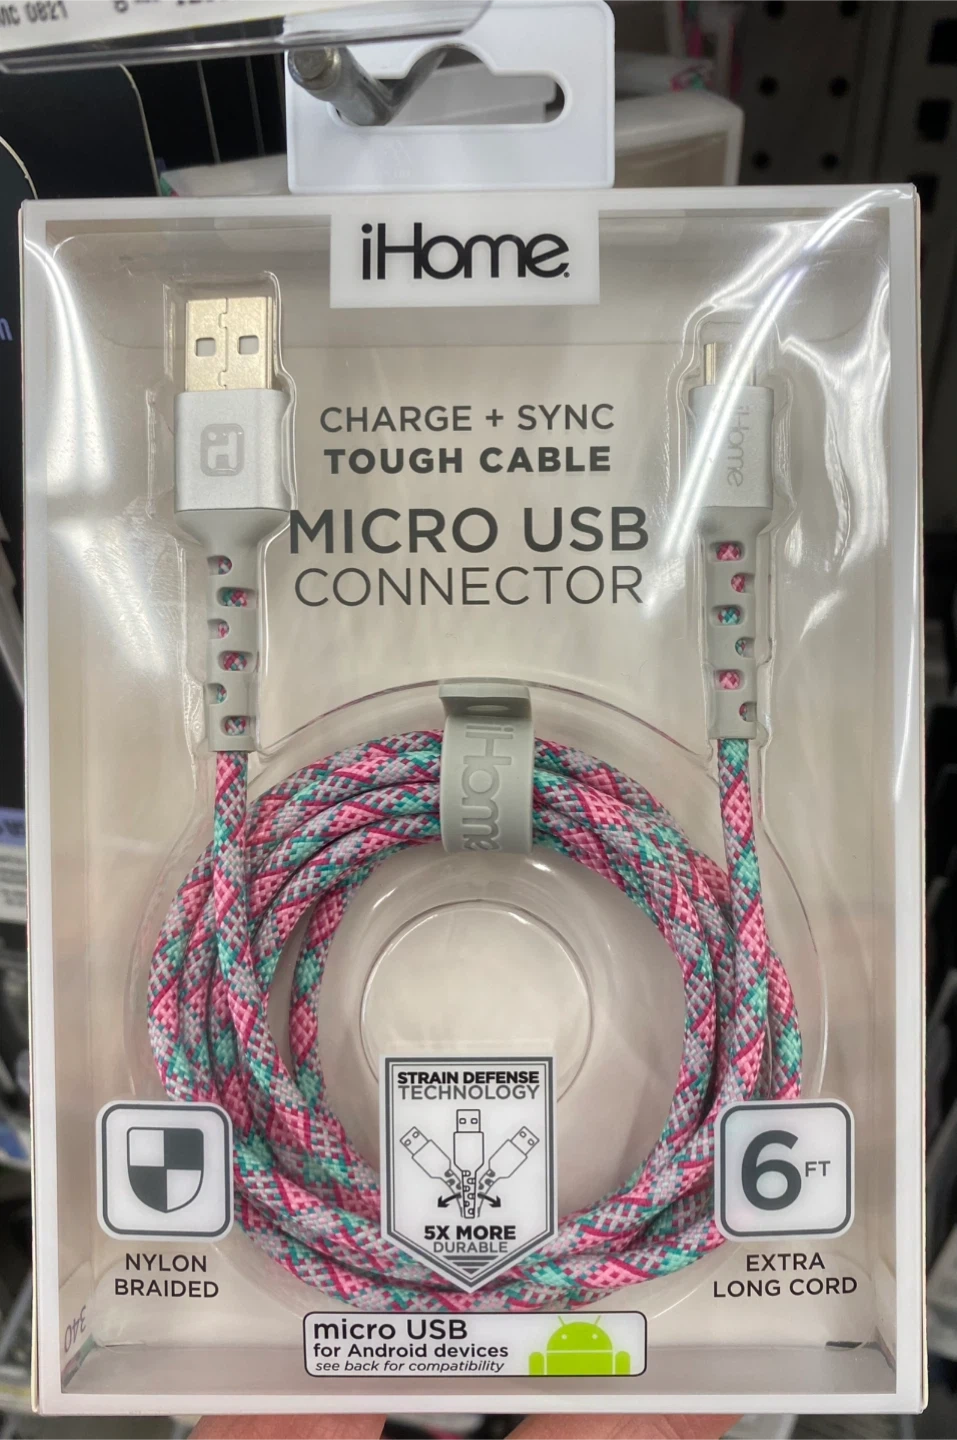 iHome
CHARGE + SYNC
TOUGH CABLE
MICRO USB
CONNECTOR
iHome
iHome
STRAIN DEFENSE
TECHNOLOGY
5X MORE
DURABLE
NYLON
BRAIDED
6 FT
EXTRA
LONG CORD
micro USB
for Android devices
see back for compatibility
340